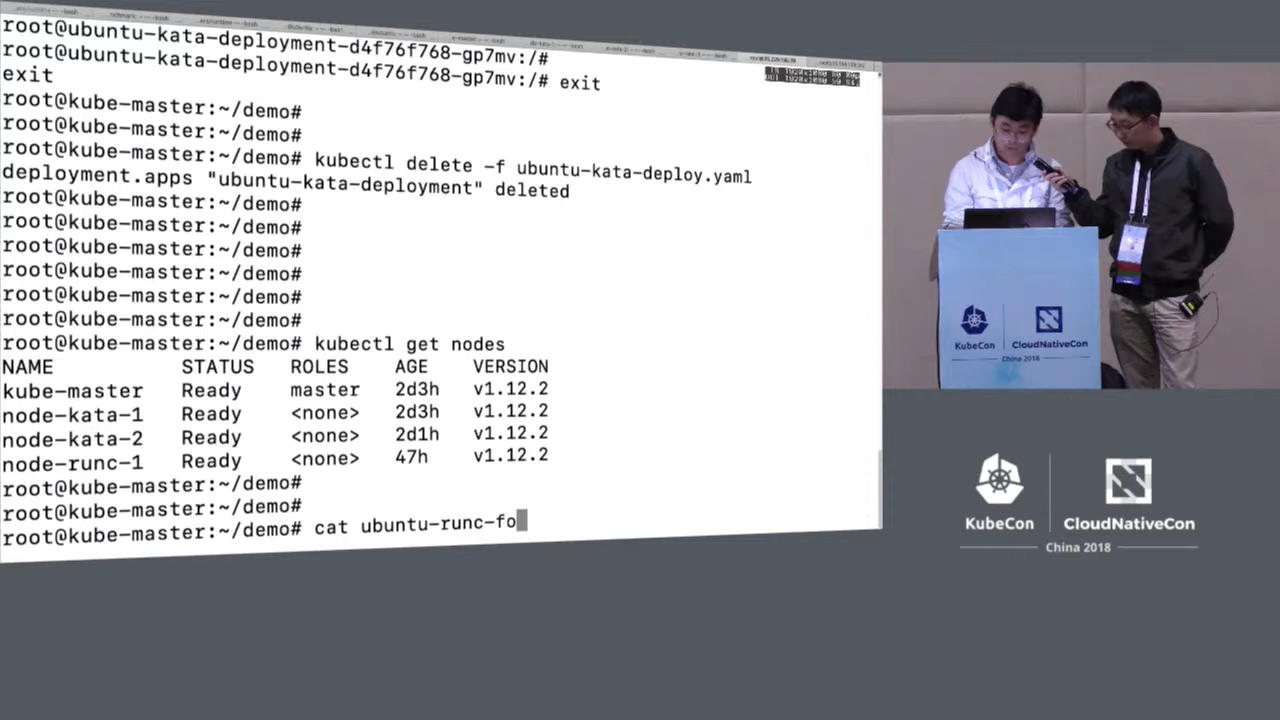 root@ubuntu-kata-deployment-d4f76f768-gp7mv:/#
root@ubuntu-kata-deployment-d4f76f768-gp7mv:/# exit
exit
root@kube-master:~/demo#
root@kube-master:~/demo#
root@kube-master:~/demo# kubectl delete -f ubuntu-kata-deploy.yaml
deployment.apps "ubuntu-kata-deployment" deleted
root@kube-master:~/demo#
root@kube-master:~/demo#
root@kube-master:~/demo#
root@kube-master:~/demo#
root@kube-master:~/demo#
root@kube-master:~/demo#
root@kube-master:~/demo# kubectl get nodes
NAME STATUS ROLES AGE VERSION
kube-master Ready master 2d3h v1.12.2
node-kata-1 Ready <none> 2d3h v1.12.2
node-kata-2 Ready <none> 2d1h v1.12.2
node-runc-1 Ready <none> 47h v1.12.2
root@kube-master:~/demo#
root@kube-master:~/demo#
root@kube-master:~/demo# cat ubuntu-runc-fo
KubeCon CloudNativeCon
China 2018
KubeCon CloudNativeCon
China 2018